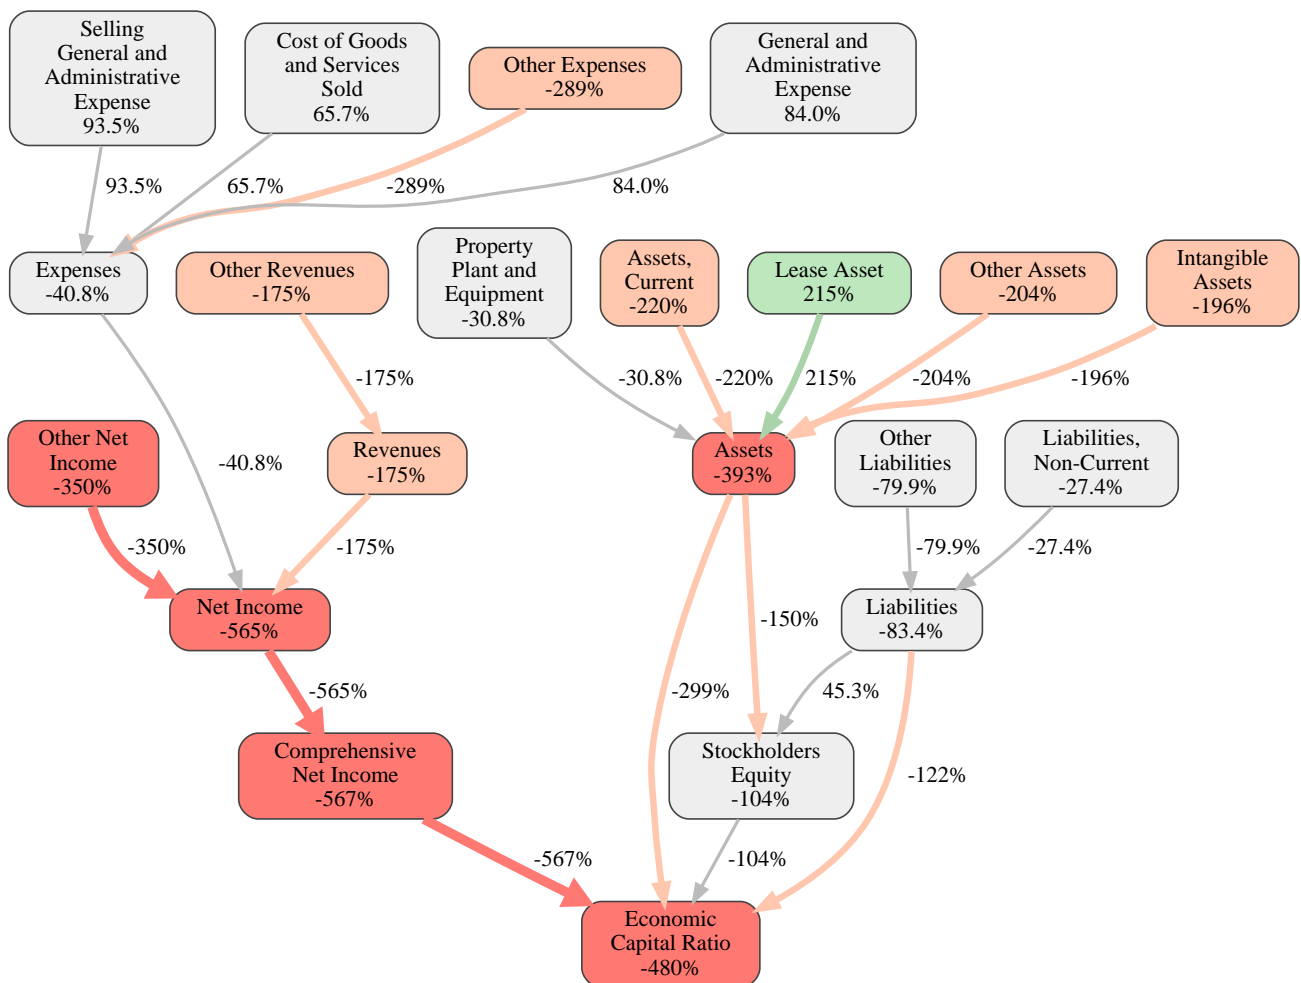 Selling
General and
Administrative
Expense
93.5%
Cost of Goods
and Services
Sold
65.7%
Other Expenses
-289%
General and
Administrative
Expense
84.0%
93.5%
65.7%
-289%
84.0%
Expenses
-40.8%
Other Revenues
-175%
Property
Plant and
Equipment
-30.8%
Assets,
Current
-220%
Lease Asset
215%
Other Assets
-204%
Intangible
Assets
-196%
-175%
-30.8%
-220%
215%
-204%
-196%
Other Net
Income
-350%
-40.8%
Revenues
-175%
Assets
-393%
Other
Liabilities
-79.9%
Liabilities,
Non-Current
-27.4%
-350%
-175%
-79.9%
-27.4%
Net Income
-565%
-150%
Liabilities
-83.4%
-565%
-299%
45.3%
Comprehensive
Net Income
-567%
Stockholders
Equity
-104%
-122%
-567%
-104%
Economic
Capital Ratio
-480%